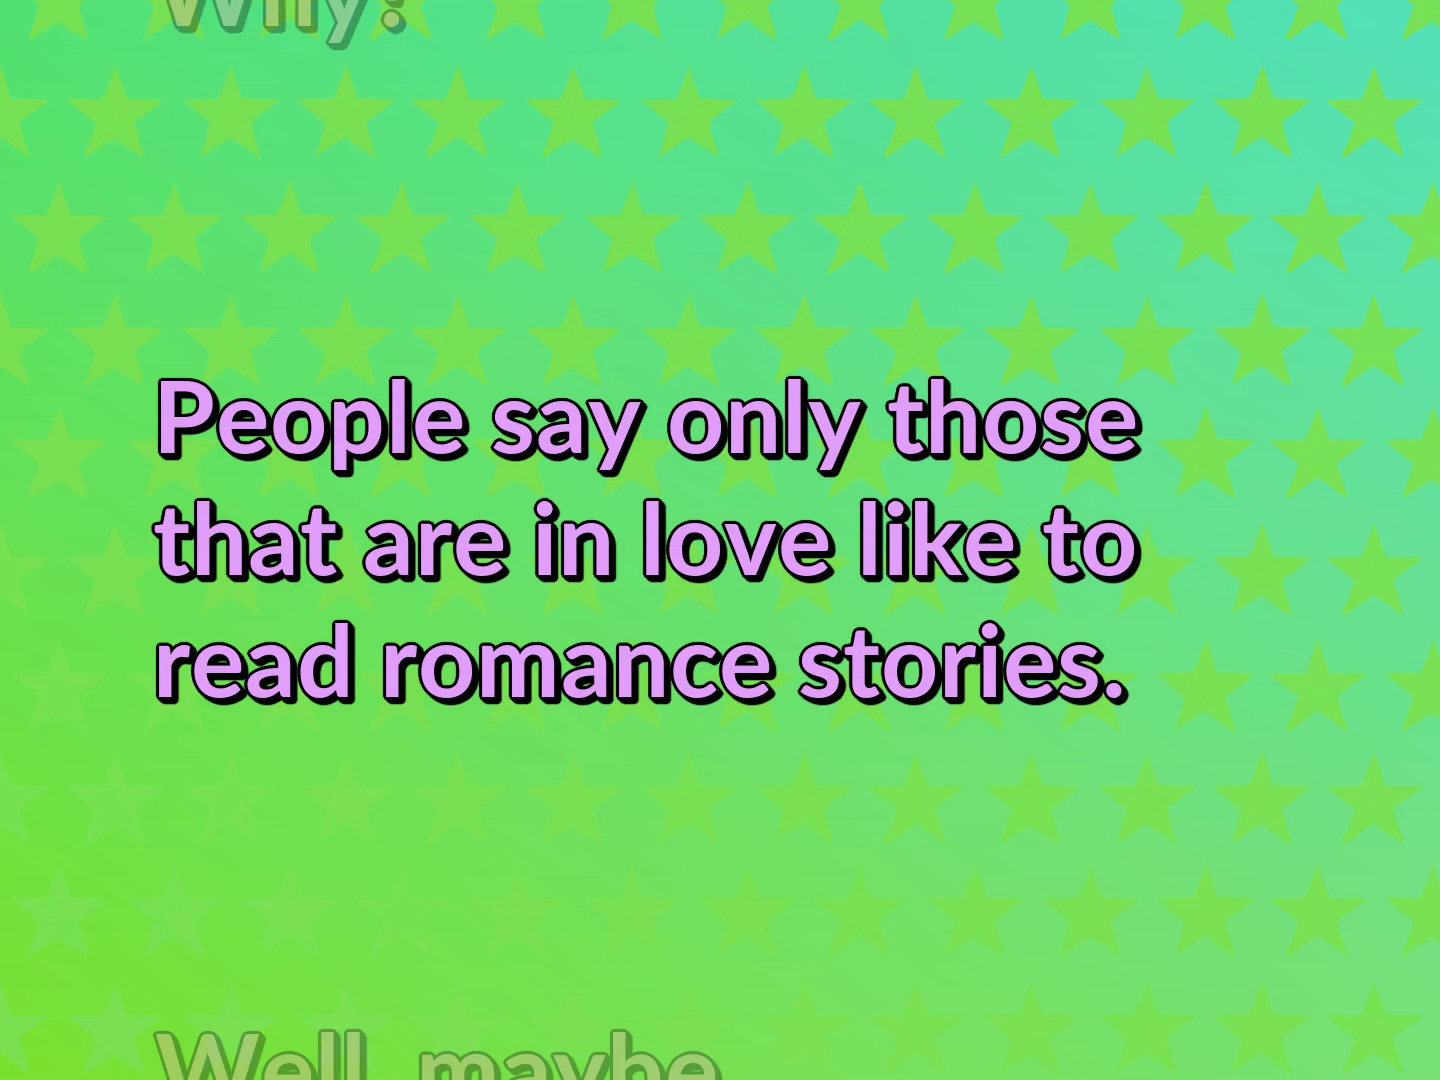 Why?
People say only those
that are in love like to
read romance stories.
Well, maybe